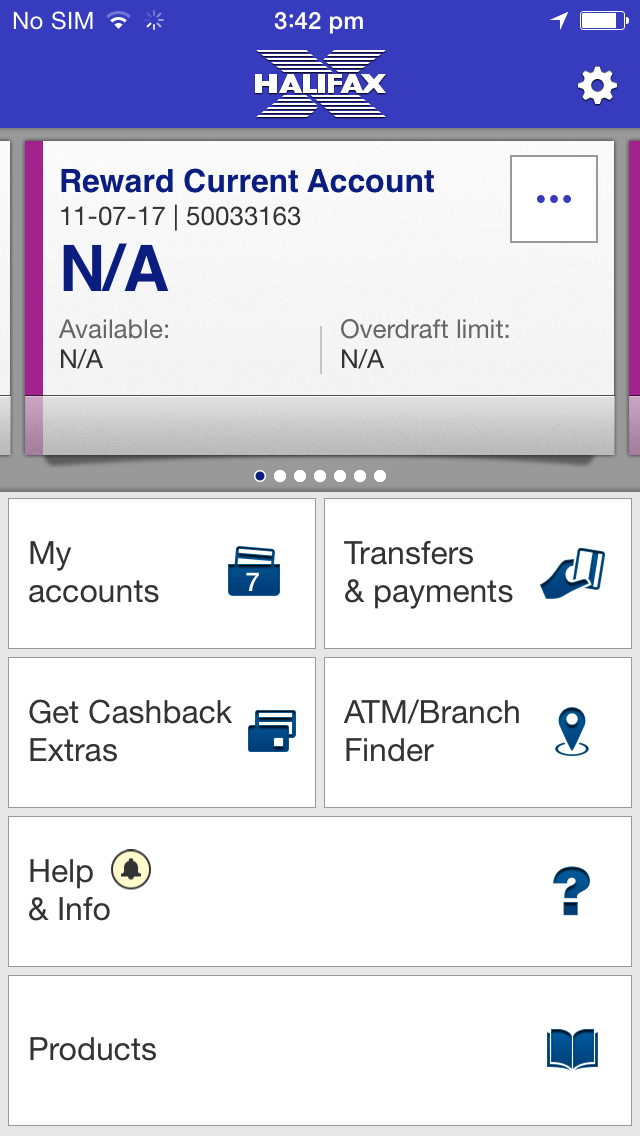 No SIM 3:42 pm
HALIFAX
Reward Current Account
11-07-17 | 50033163
N/A
Available: Overdraft limit:
N/A N/A
My
accounts
7
Transfers
& payments
Get Cashback
Extras
ATM/Branch
Finder
Help
& Info
?
Products